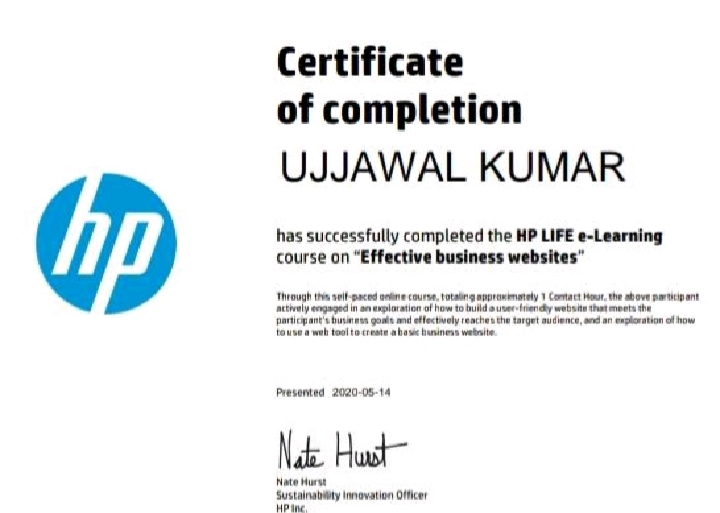 Certificate
of completion
UJJAWAL KUMAR
hp
has successfully completed the HP LIFE e-Learning
course on "Effective business websites"
Through this self-paced online course, totaling approximately 1 Contact Hour, the above participant
actively engaged in an exploration of how to build a user-friendly website that meets the
participant's business goals and effectively reaches the target audience, and an exploration of how
to use a web tool to create a basic business website.
Presented 2020-05-14
Nate Hurst
Nate Hurst
Sustainability Innovation Officer
HP Inc.